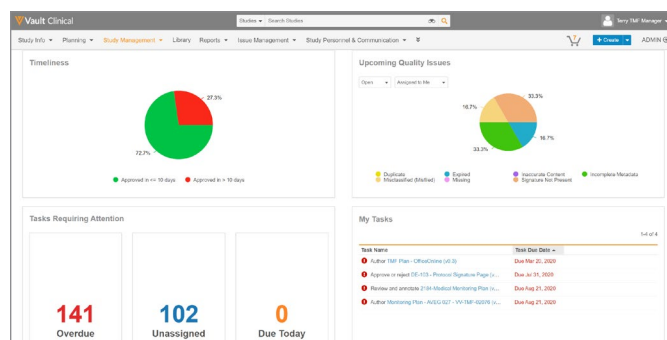 Vault Clinical
Studies
Search Studies
Terry TMF Manager
Study Info
Planning
Study Management
Library
Reports
Issue Management
Study Personnel & Communication
7
+ Create
ADMIN
Timeliness
27.3%
72.7%
Approved in <= 10 days
Approved in > 10 days
Upcoming Quality Issues
Open
Assigned to Me
16.7%
33.3%
33.3%
16.7%
Duplicate
Expired
Inaccurate Content
Incomplete Metadata
Misclassified (Misfiled)
Missing
Signature Not Present
Tasks Requiring Attention
141
Overdue
102
Unassigned
0
Due Today
My Tasks
1-4 of 4
Task Name
Task Due Date
Author TMF Plan - OfficeOnline (v0.3)
Due Mar 20, 2020
Approve or reject DE-103 - Protocol Signature Page (v...
Due Jul 31, 2020
Review and annotate 2134-Medical Monitoring Plan (v...
Due Aug 21, 2020
Author Monitoring Plan - AVEG 927 - VV-TMF-02076 (v...
Due Aug 21, 2020